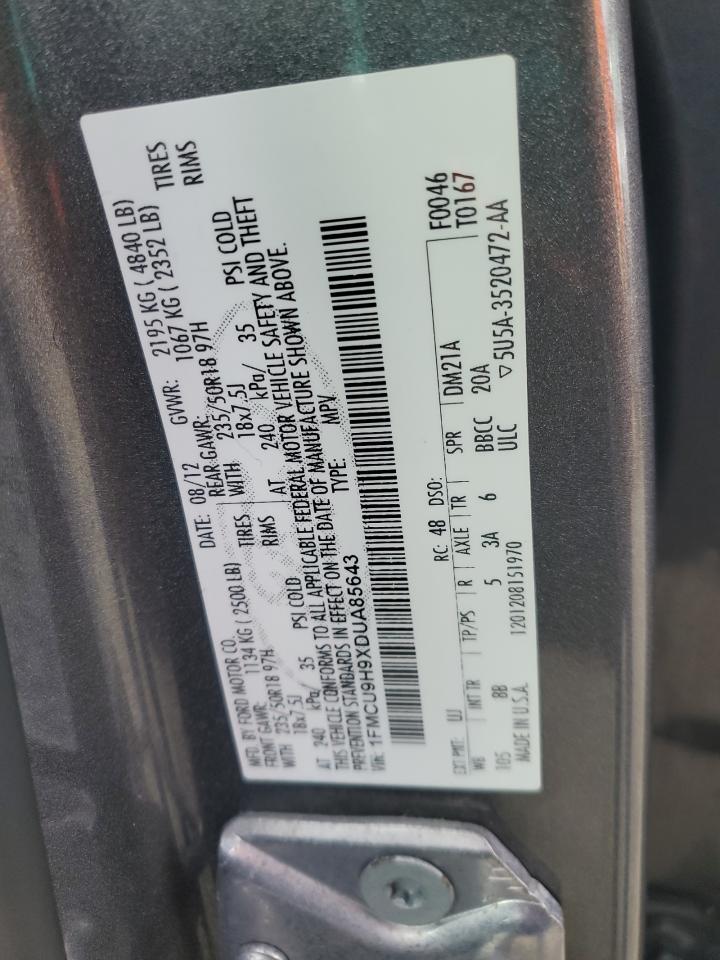 MFD. BY FORD MOTOR CO. DATE: 08/12 GVWR: 2195 KG ( 4840 LB)
FRONT GAWR: 1134 KG ( 2500 LB) REAR GAWR: 1067 KG ( 2352 LB)
WITH 235/50R18 97H TIRES WITH 235/50R18 97H TIRES
18x7.5J RIMS 18x7.5J RIMS
AT 240 kPa/ 35 PSI COLD AT 240 kPa/ 35 PSI COLD
THIS VEHICLE CONFORMS TO ALL APPLICABLE FEDERAL MOTOR VEHICLE SAFETY AND THEFT
PREVENTION STANDARDS IN EFFECT ON THE DATE OF MANUFACTURE SHOWN ABOVE.
VIN: 1FMCU9H9XDUA85643 TYPE: MPV
F0046
T0167
EXT PNT: UJ RC: 48 DSO:
WB INT TR TP/PS R AXLE TR SPR DM21A
105 8B 5 3A 6 BBCC 20A
MADE IN U.S.A. 1201208151970 ULC ▽5U5A-3520472-AA